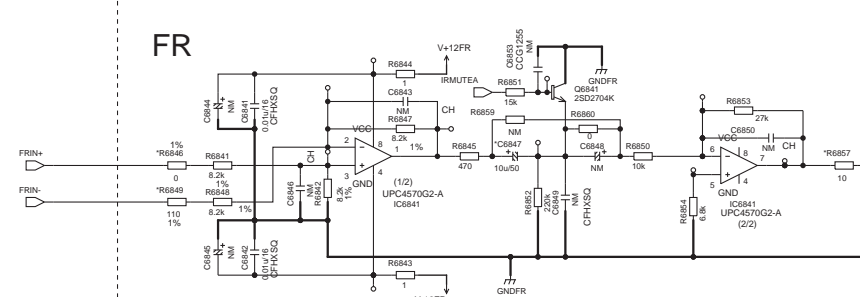 FR
V+12FR
R6844
1
C6843
NM
CH
R6847
8.2k
1%
C6844
NM
C6841
0.01u/16
CFHXSQ
VCC
2
8
1
3
4
GND
(1/2)
UPC4570G2-A
IC6841
FRIN+
1%
*R6846
0
R6841
8.2k
1%
CH
FRIN-
*R6849
110
1%
R6848
8.2k
1%
C6846
NM
R6842
8.2k
1%
C6845
NM
C6842
0.01u/16
CFHXSQ
R6843
1
IRMUTEA
R6851
15k
C6853
CCG1255
NM
Q6841
2SD2704K
GNDFR
R6859
NM
R6860
0
R6845
470
*C6847
10u/50
C6848
NM
R6850
10k
R6852
220k
C6849
NM
CFHXSQ
GNDFR
R6853
27k
C6850
NM
CH
VCC
6
8
7
5
4
GND
IC6841
UPC4570G2-A
(2/2)
R6854
6.8k
*R6857
10